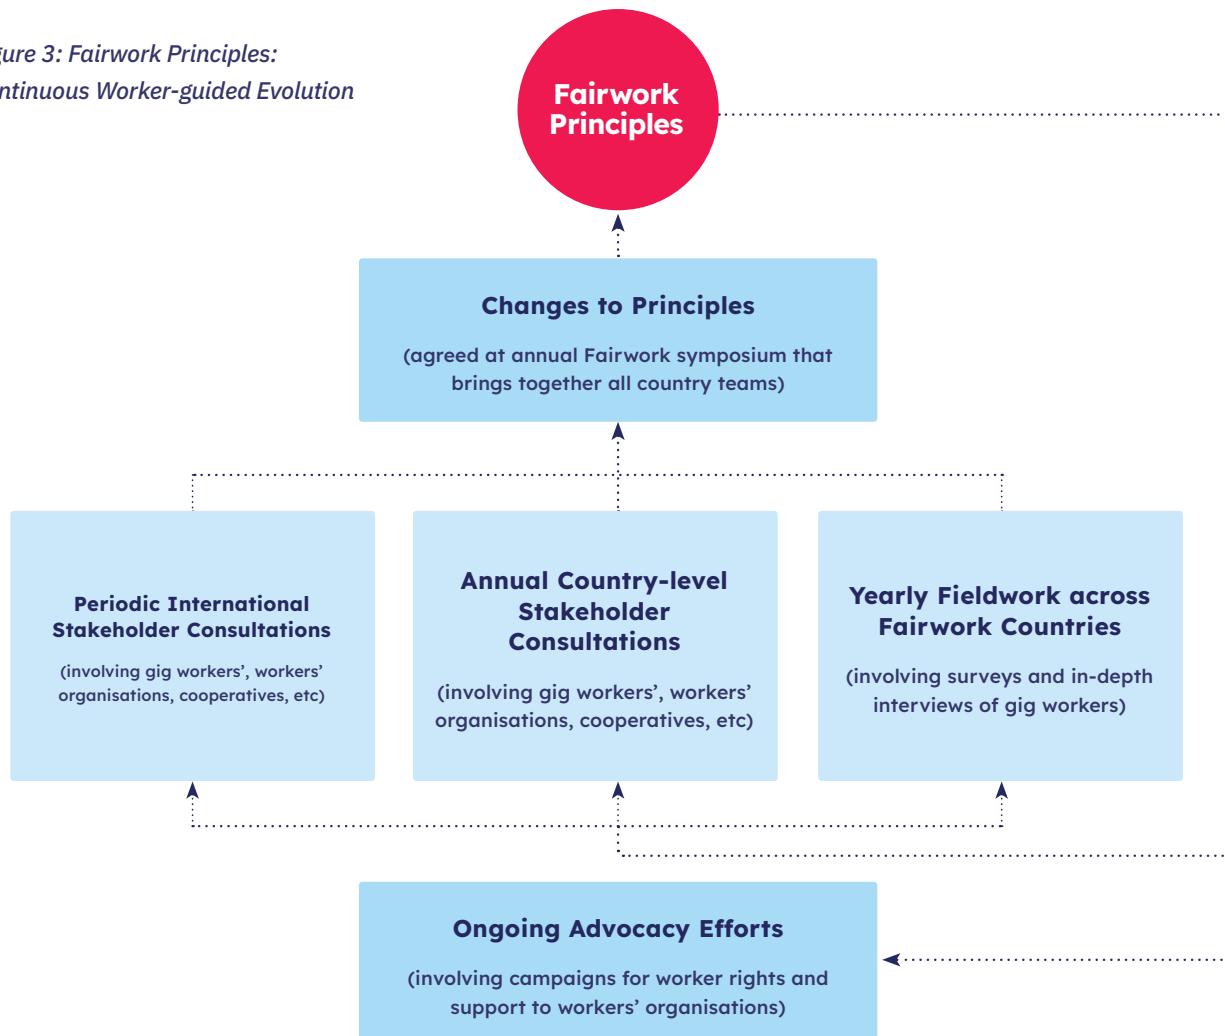 gure 3: Fairwork Principles:
ntinuous Worker-guided Evolution
Fairwork
Principles
Changes to Principles
(agreed at annual Fairwork symposium that
brings together all country teams)
Periodic International
Stakeholder Consultations
(involving gig workers’, workers’
organisations, cooperatives, etc)
Annual Country-level
Stakeholder
Consultations
(involving gig workers’, workers’
organisations, cooperatives, etc)
Yearly Fieldwork across
Fairwork Countries
(involving surveys and in-depth
interviews of gig workers)
Ongoing Advocacy Efforts
(involving campaigns for worker rights and
support to workers’ organisations)